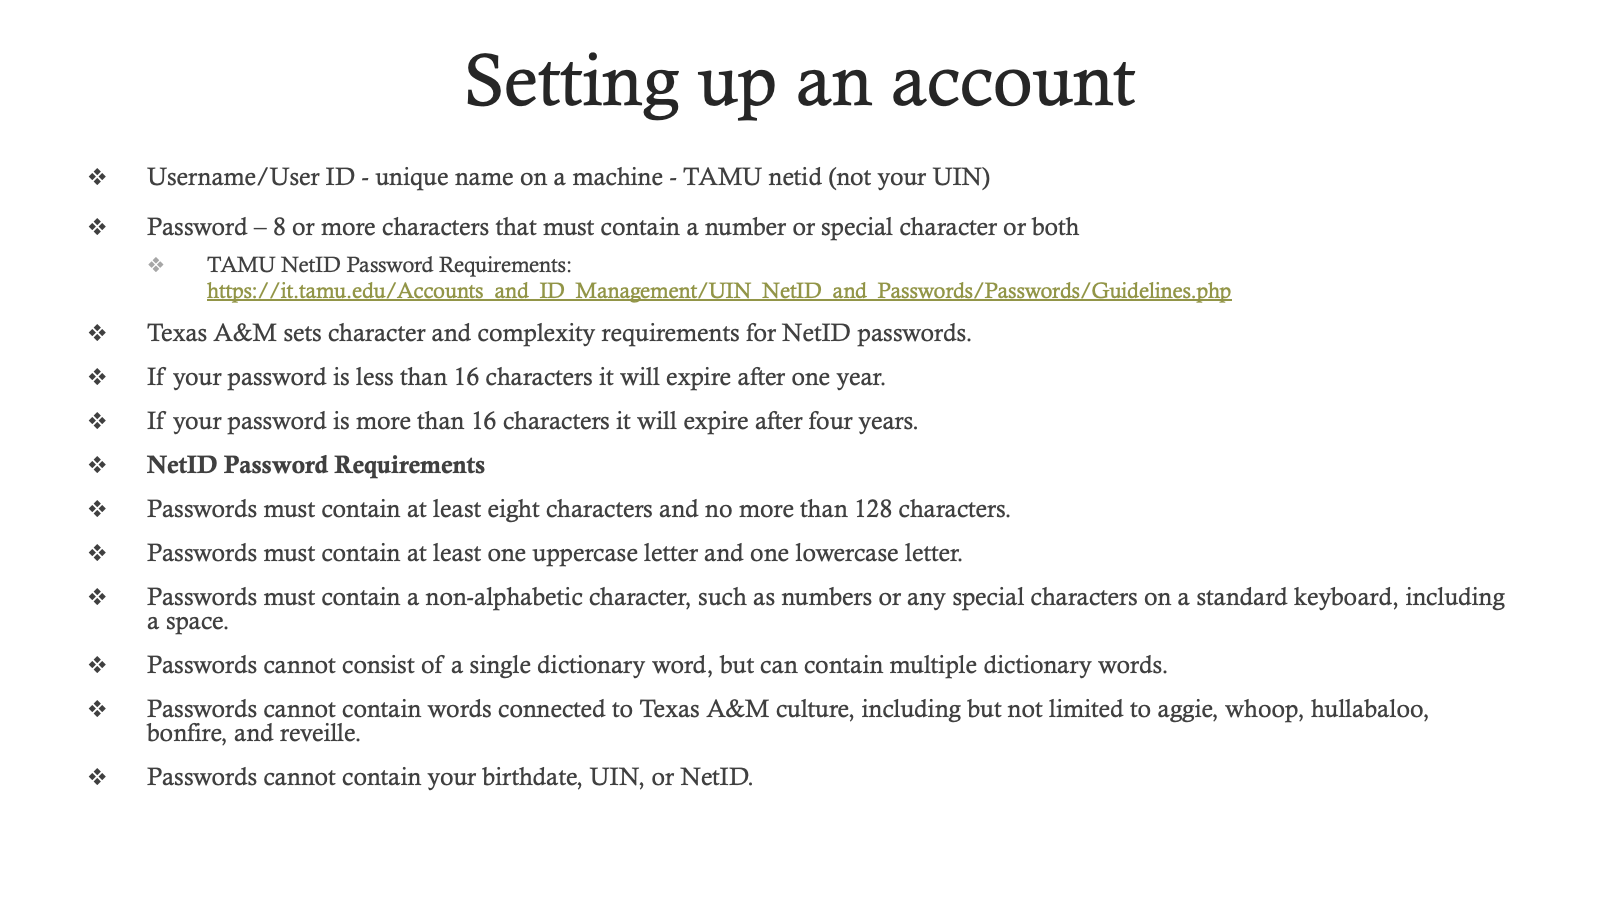 Setting up an account
❖ Username/User ID - unique name on a machine - TAMU netid (not your UIN)
❖ Password – 8 or more characters that must contain a number or special character or both
❖ TAMU NetID Password Requirements:
https://it.tamu.edu/Accounts_and_ID_Management/UIN_NetID_and_Passwords/Passwords/Guidelines.php
❖ Texas A&M sets character and complexity requirements for NetID passwords.
❖ If your password is less than 16 characters it will expire after one year.
❖ If your password is more than 16 characters it will expire after four years.
❖ NetID Password Requirements
❖ Passwords must contain at least eight characters and no more than 128 characters.
❖ Passwords must contain at least one uppercase letter and one lowercase letter.
❖ Passwords must contain a non-alphabetic character, such as numbers or any special characters on a standard keyboard, including
a space.
❖ Passwords cannot consist of a single dictionary word, but can contain multiple dictionary words.
❖ Passwords cannot contain words connected to Texas A&M culture, including but not limited to aggie, whoop, hullabaloo,
bonfire, and reveille.
❖ Passwords cannot contain your birthdate, UIN, or NetID.